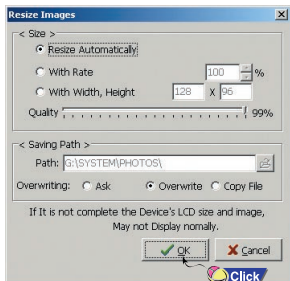 Resize Images
< Size >
Resize Automatically
With Rate 100 %
With Width, Height 128 X 96
Quality 99%
< Saving Path >
Path: G:\SYSTEM\PHOTOS\
Overwriting: Ask Overwrite Copy File
If It is not complete the Device's LCD size and image,
May not Display nomally.
OK Cancel
Click